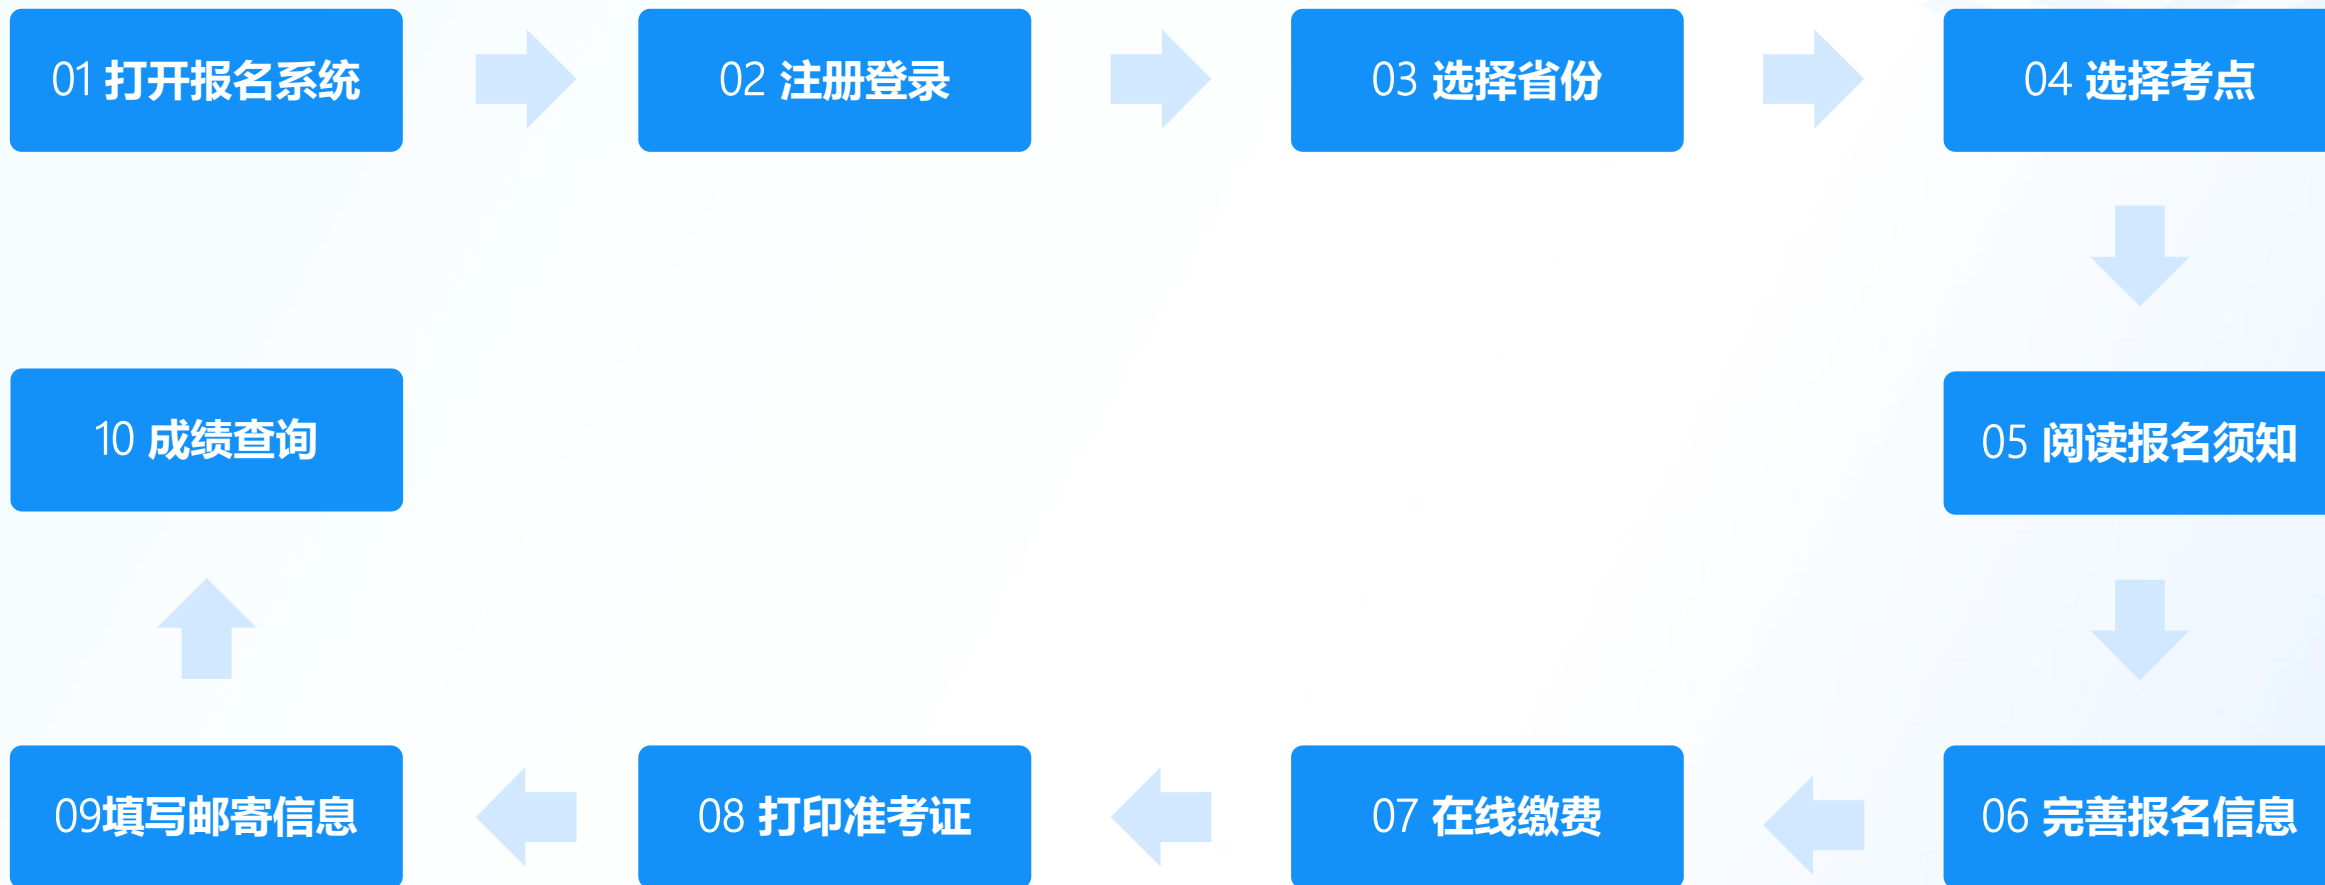 01 打开报名系统
02 注册登录
03 选择省份
04 选择考点
05 阅读报名须知
06 完善报名信息
07 在线缴费
08 打印准考证
09填写邮寄信息
10 成绩查询